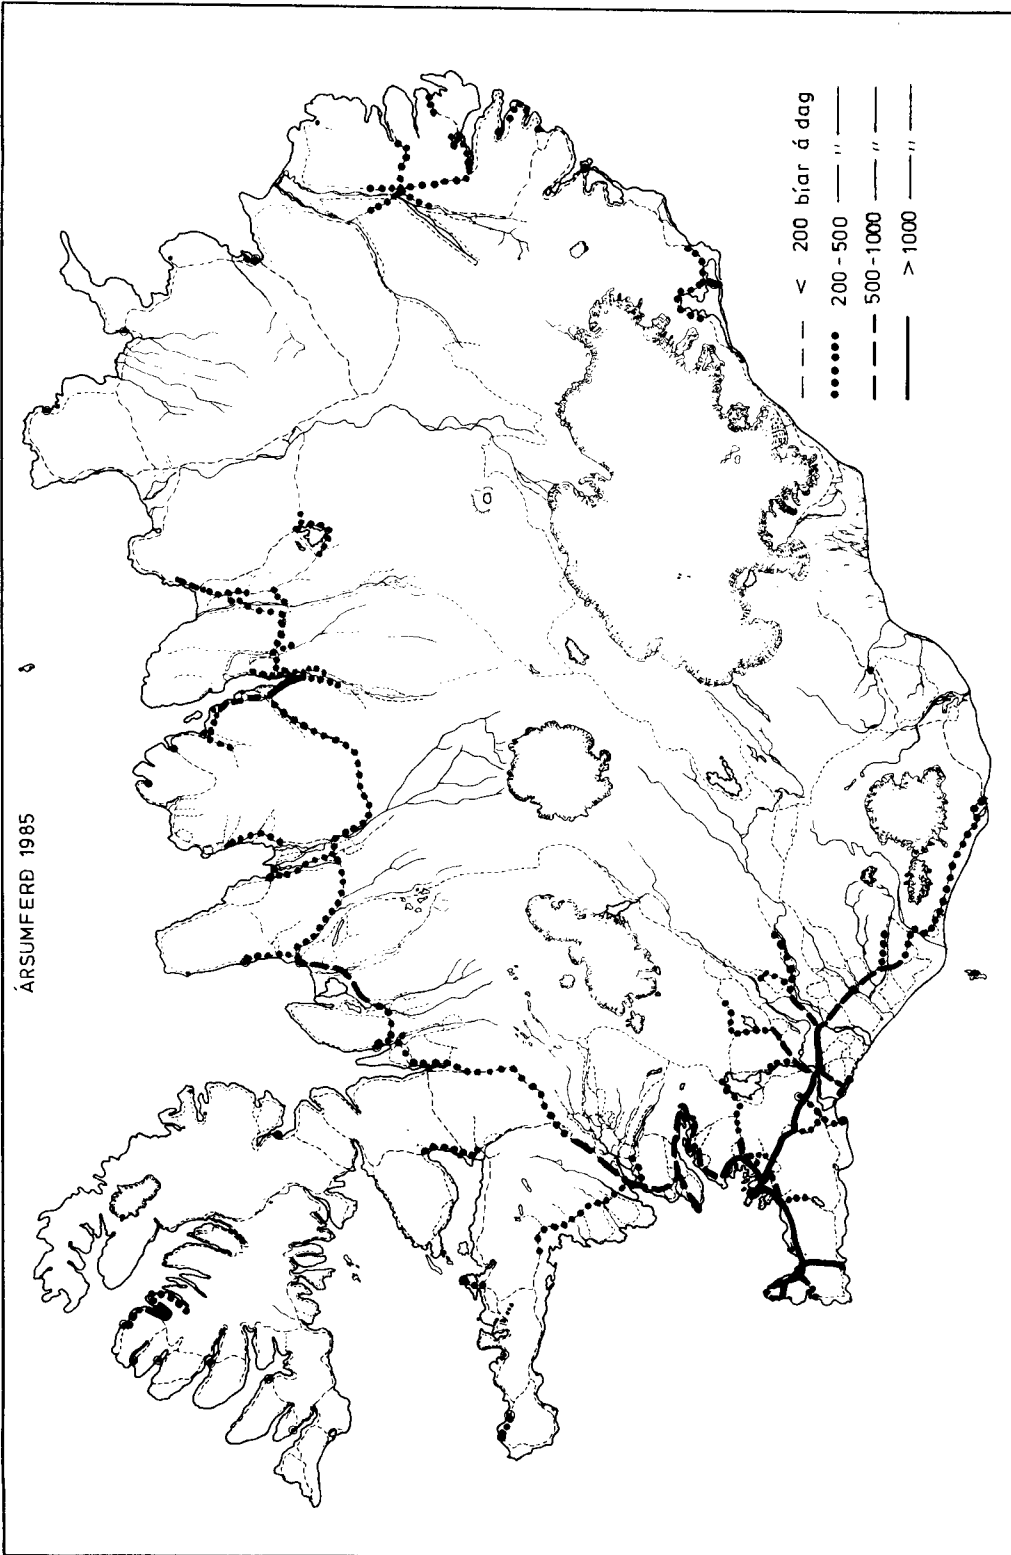 ÁRSUMFERÐ 1985
— — — < 200 bíar á dag
•••••• 200-500 —— ,, ——
— — — 500-1000 —— ,, ——
——— > 1000 —— ,, ——